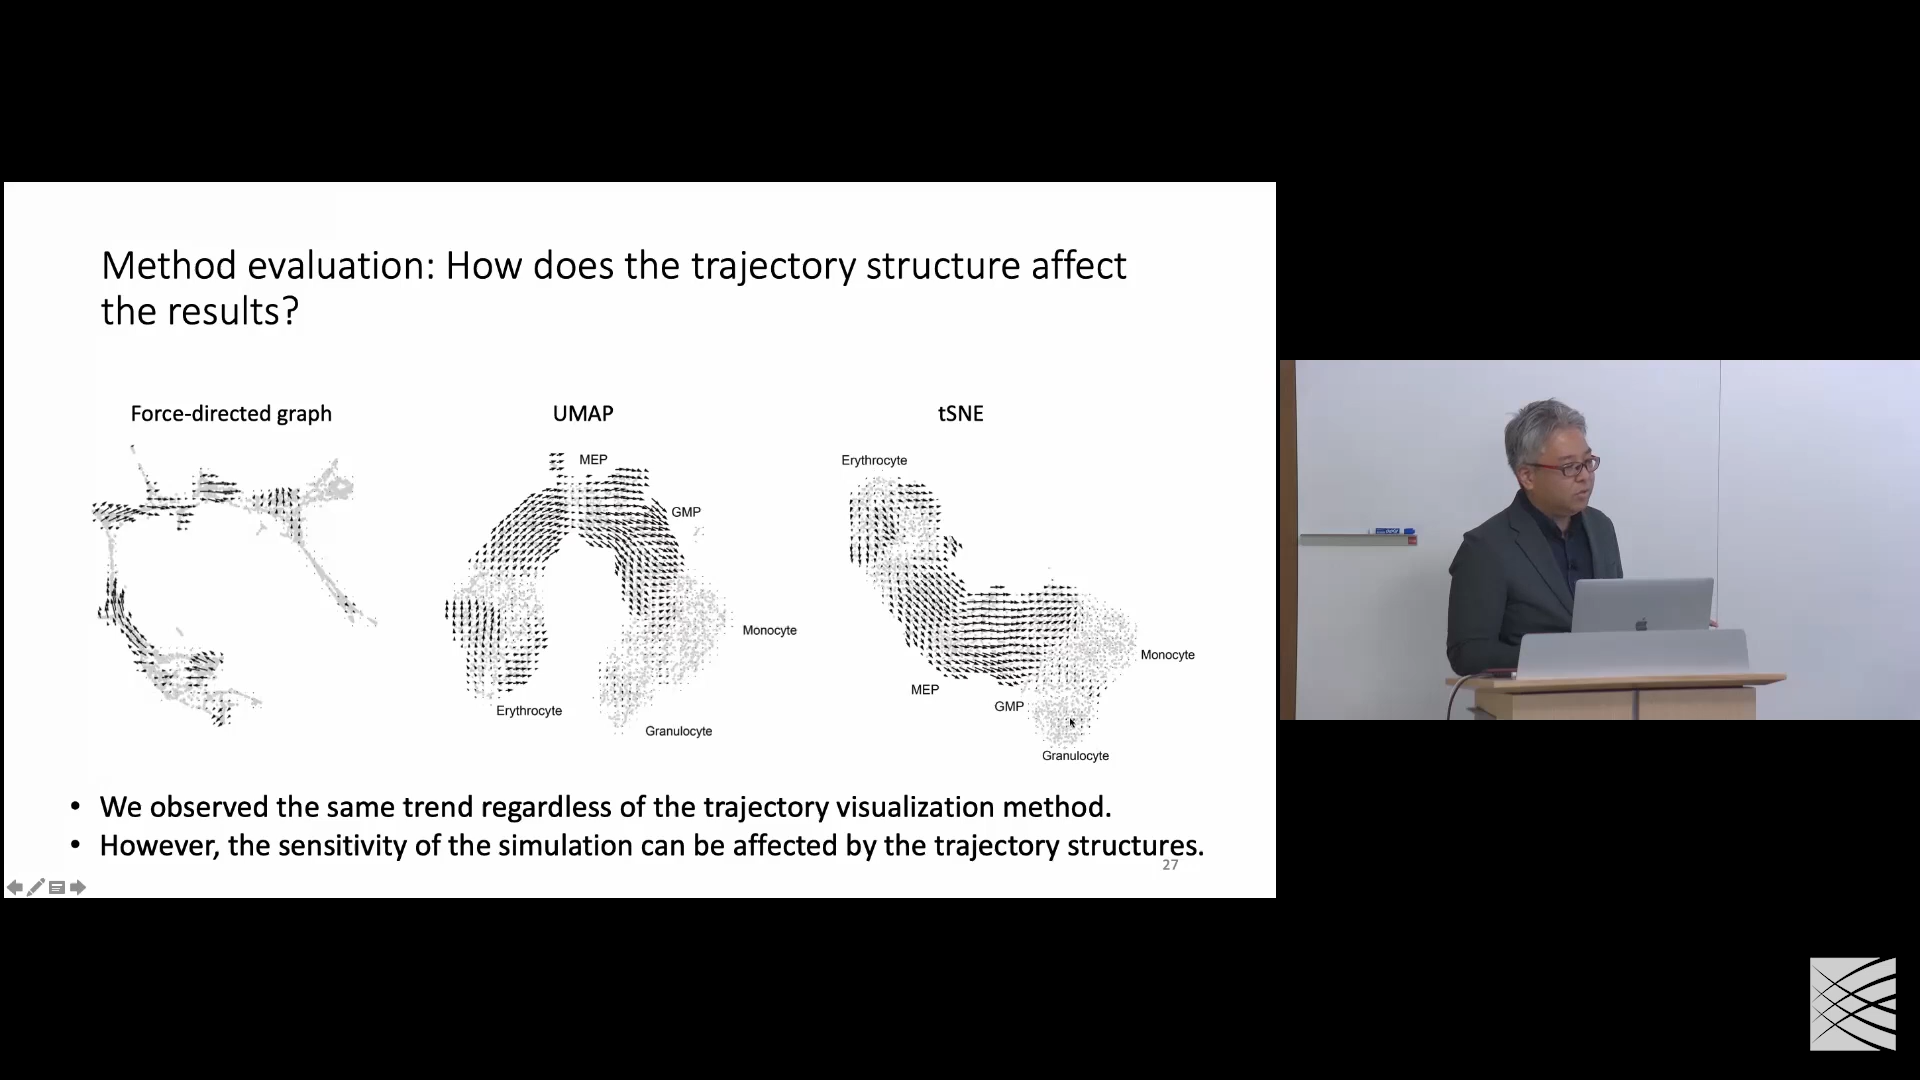 Method evaluation: How does the trajectory structure affect
the results?
Force-directed graph
UMAP
tSNE
MEP
GMP
Monocyte
Erythrocyte
Granulocyte
Erythrocyte
MEP
GMP
Monocyte
Granulocyte
• We observed the same trend regardless of the trajectory visualization method.
• However, the sensitivity of the simulation can be affected by the trajectory structures.
27